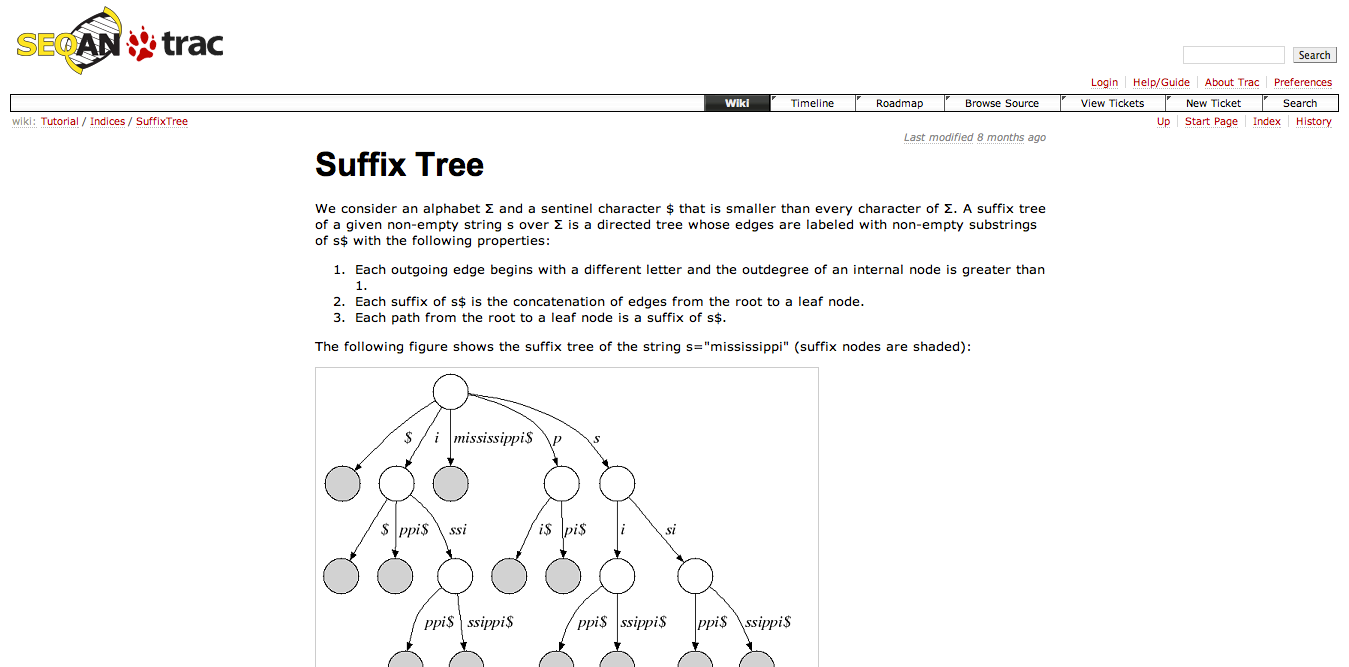 SEQAN trac
Search
Login Help/Guide About Trac Preferences
Wiki Timeline Roadmap Browse Source View Tickets New Ticket Search
wiki: Tutorial / Indices / SuffixTree
Up Start Page Index History
Last modified 8 months ago
Suffix Tree
We consider an alphabet Σ and a sentinel character $ that is smaller than every character of Σ. A suffix tree
of a given non-empty string s over Σ is a directed tree whose edges are labeled with non-empty substrings
of s$ with the following properties:
1. Each outgoing edge begins with a different letter and the outdegree of an internal node is greater than
1.
2. Each suffix of s$ is the concatenation of edges from the root to a leaf node.
3. Each path from the root to a leaf node is a suffix of s$.
The following figure shows the suffix tree of the string s="mississippi" (suffix nodes are shaded):
$ i mississippi$ p s
$ ppi$ ssi i$ pi$ i si
ppi$ ssippi$ ppi$ ssippi$ ppi$ ssippi$